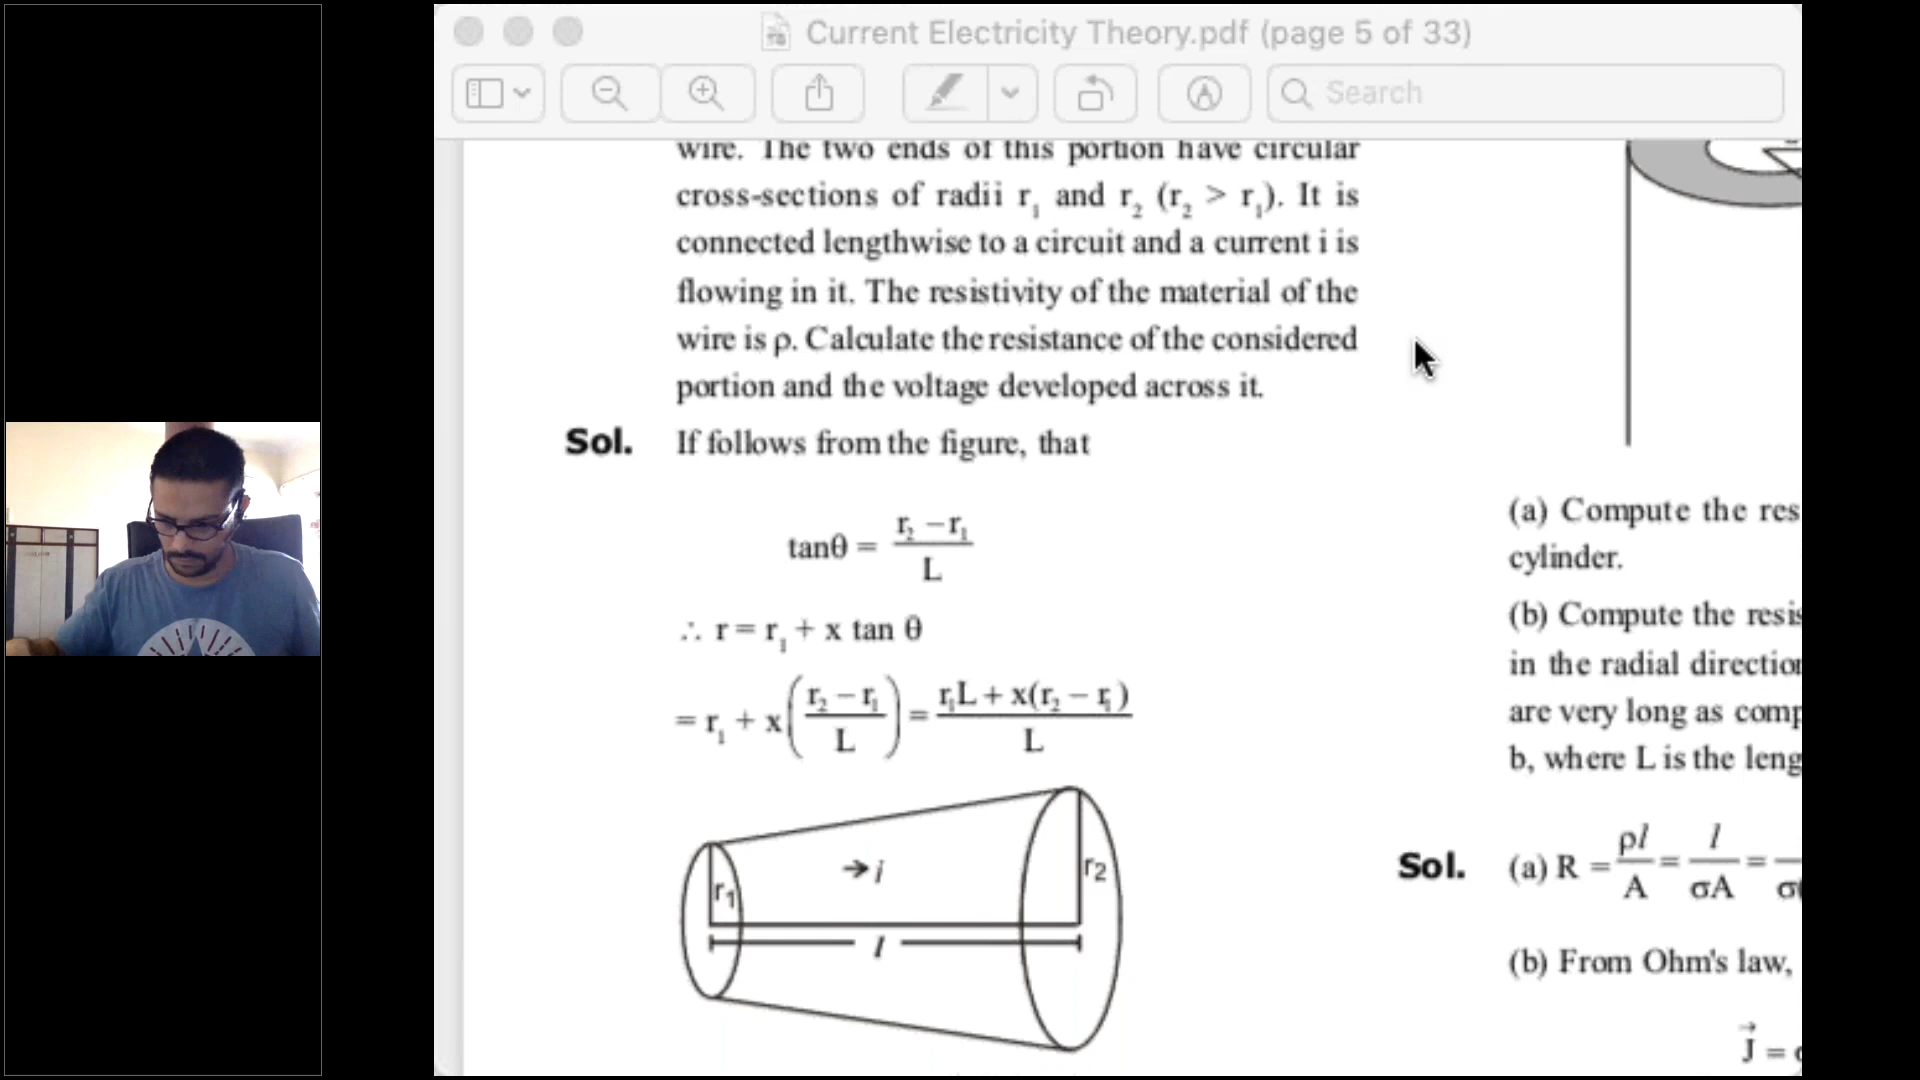 Current Electricity Theory.pdf (page 5 of 33)
Search
wire. The two ends of this portion have circular
cross-sections of radii r₁ and r₂ (r₂ > r₁). It is
connected lengthwise to a circuit and a current i is
flowing in it. The resistivity of the material of the
wire is ρ. Calculate the resistance of the considered
portion and the voltage developed across it.
Sol. If follows from the figure, that
tanθ = (r₂ − r₁)/L
∴ r = r₁ + x tan θ
= r₁ + x((r₂ − r₁)/L) = (r₁L + x(r₂ − r₁))/L
r1
→ i
r2
l
(a) Compute the res
cylinder.
(b) Compute the resis
in the radial direction
are very long as comp
b, where L is the leng
Sol. (a) R = ρl/A = l/σA =
σ(
(b) From Ohm's law,
J⃗ = σ